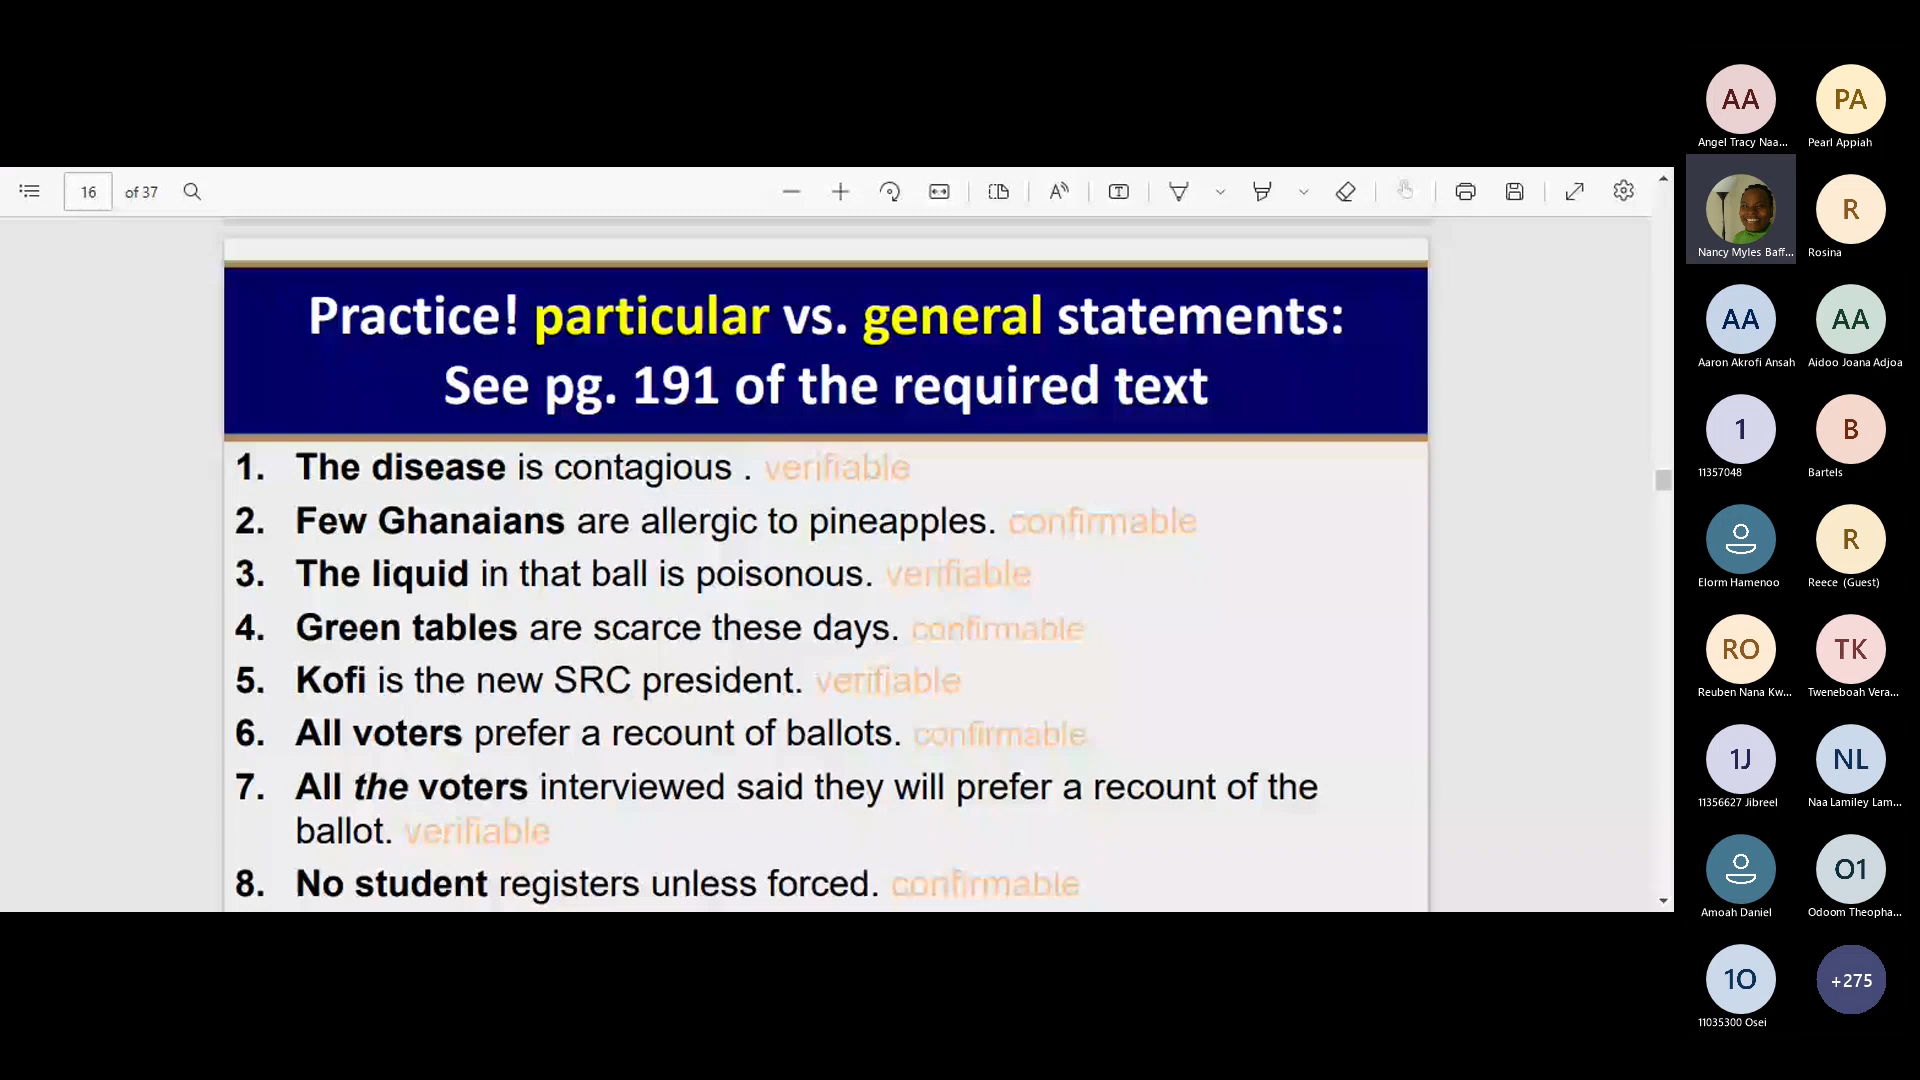 16 of 37
Practice! particular vs. general statements:
See pg. 191 of the required text
1. The disease is contagious . verifiable
2. Few Ghanaians are allergic to pineapples. confirmable
3. The liquid in that ball is poisonous. verifiable
4. Green tables are scarce these days. confirmable
5. Kofi is the new SRC president. verifiable
6. All voters prefer a recount of ballots. confirmable
7. All the voters interviewed said they will prefer a recount of the
ballot. verifiable
8. No student registers unless forced. confirmable
AA PA
Angel Tracy Naa... Pearl Appiah
R
Nancy Myles Baff... Rosina
AA AA
Aaron Akrofi Ansah Aidoo Joana Adjoa
1 B
11357048 Bartels
R
Elorm Hamenoo Reece (Guest)
RO TK
Reuben Nana Kw... Tweneboah Vera...
1J NL
11356627 Jibreel Naa Lamiley Lam...
O1
Amoah Daniel Odoom Theopha...
1O +275
11035300 Osei